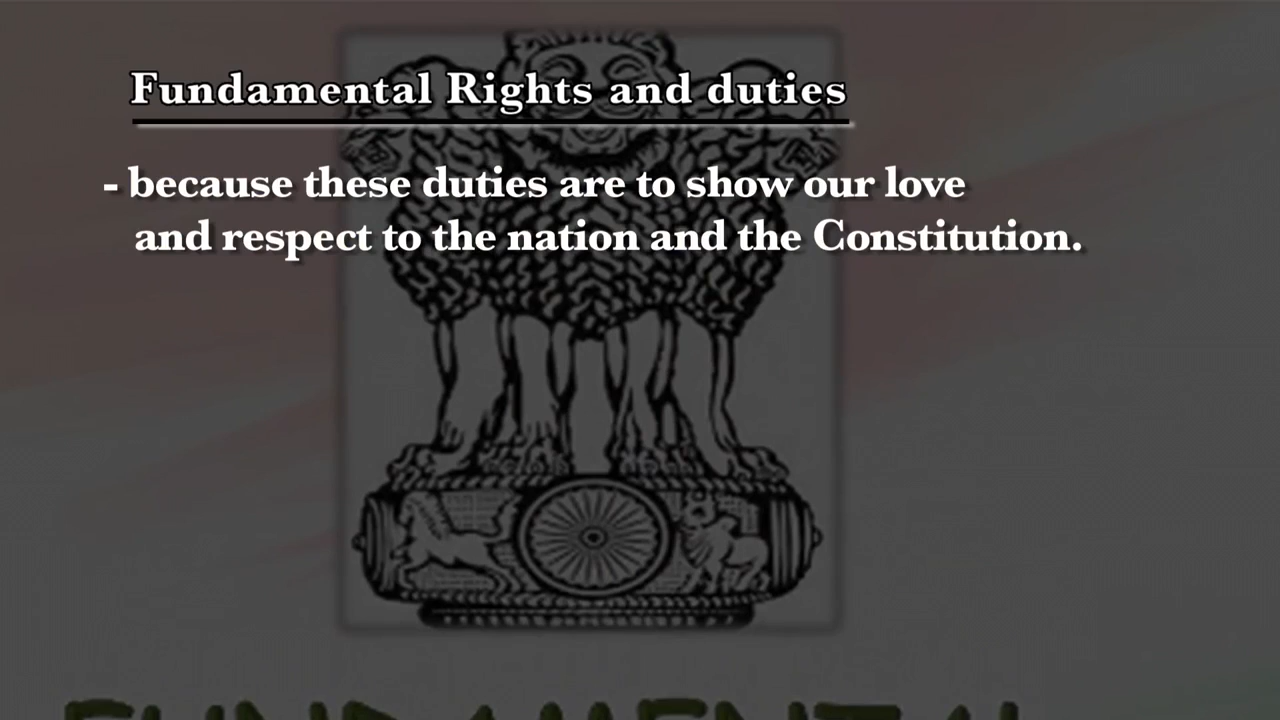 Fundamental Rights and duties
- because these duties are to show our love
and respect to the nation and the Constitution.
FUNDAMENTAL